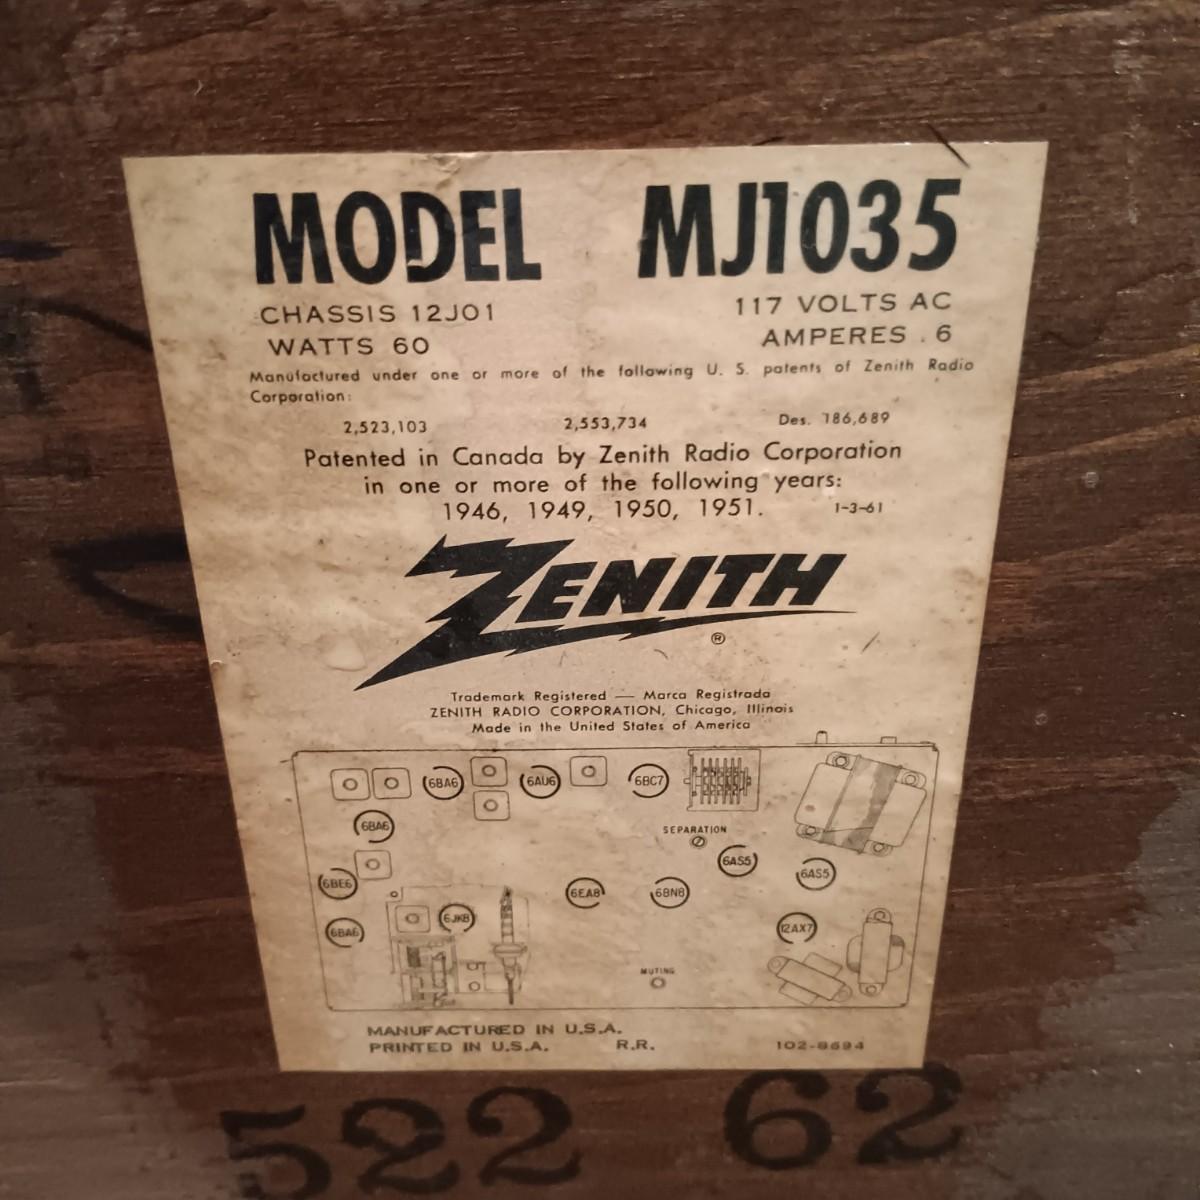 MODEL MJ1035
CHASSIS 12J01 117 VOLTS AC
WATTS 60 AMPERES .6
Manufactured under one or more of the following U. S. patents of Zenith Radio
Corporation:
2,523,103 2,553,734 Des. 186,689
Patented in Canada by Zenith Radio Corporation
in one or more of the following years:
1946, 1949, 1950, 1951. 1-3-61
ZENITH
®
Trademark Registered — Marca Registrada
ZENITH RADIO CORPORATION, Chicago, Illinois
Made in the United States of America
6BA6 6AU6 6BC7
6BA6 SEPARATION
6AS5 6AS5
6BE6 6EA8 6BN8
6BA6 6JK8 12AX7
MUTING
MANUFACTURED IN U.S.A.
PRINTED IN U.S.A. R.R. 102-8694
522 62